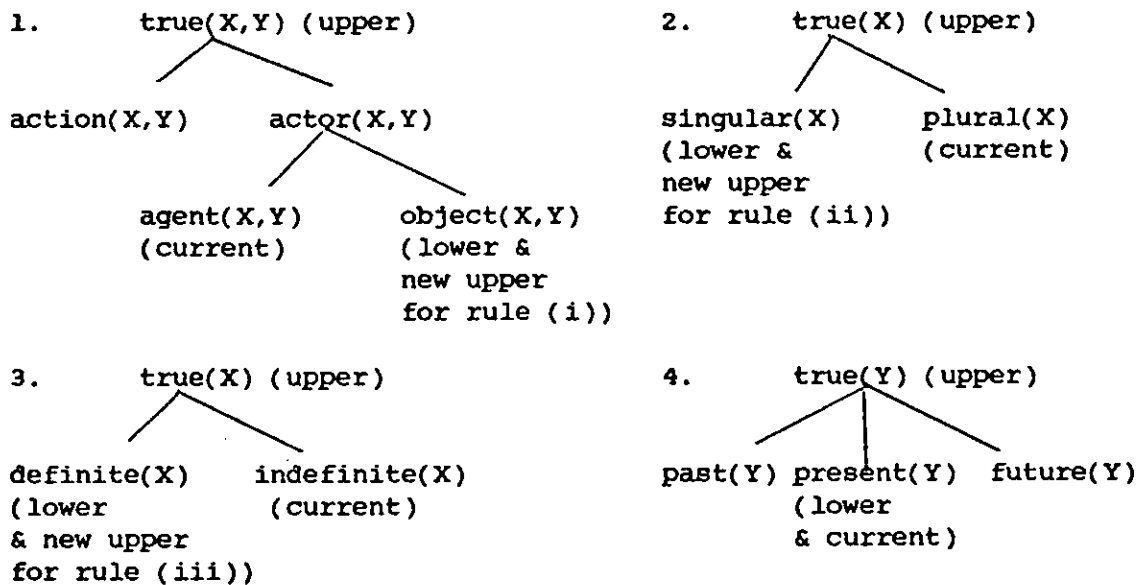 1. true(X,Y) (upper)
action(X,Y) actor(X,Y)
agent(X,Y) object(X,Y)
(current) (lower &
new upper
for rule (i))
2. true(X) (upper)
singular(X) plural(X)
(lower & (current)
new upper
for rule (ii))
3. true(X) (upper)
definite(X) indefinite(X)
(lower (current)
& new upper
for rule (iii))
4. true(Y) (upper)
past(Y) present(Y) future(Y)
(lower
& current)